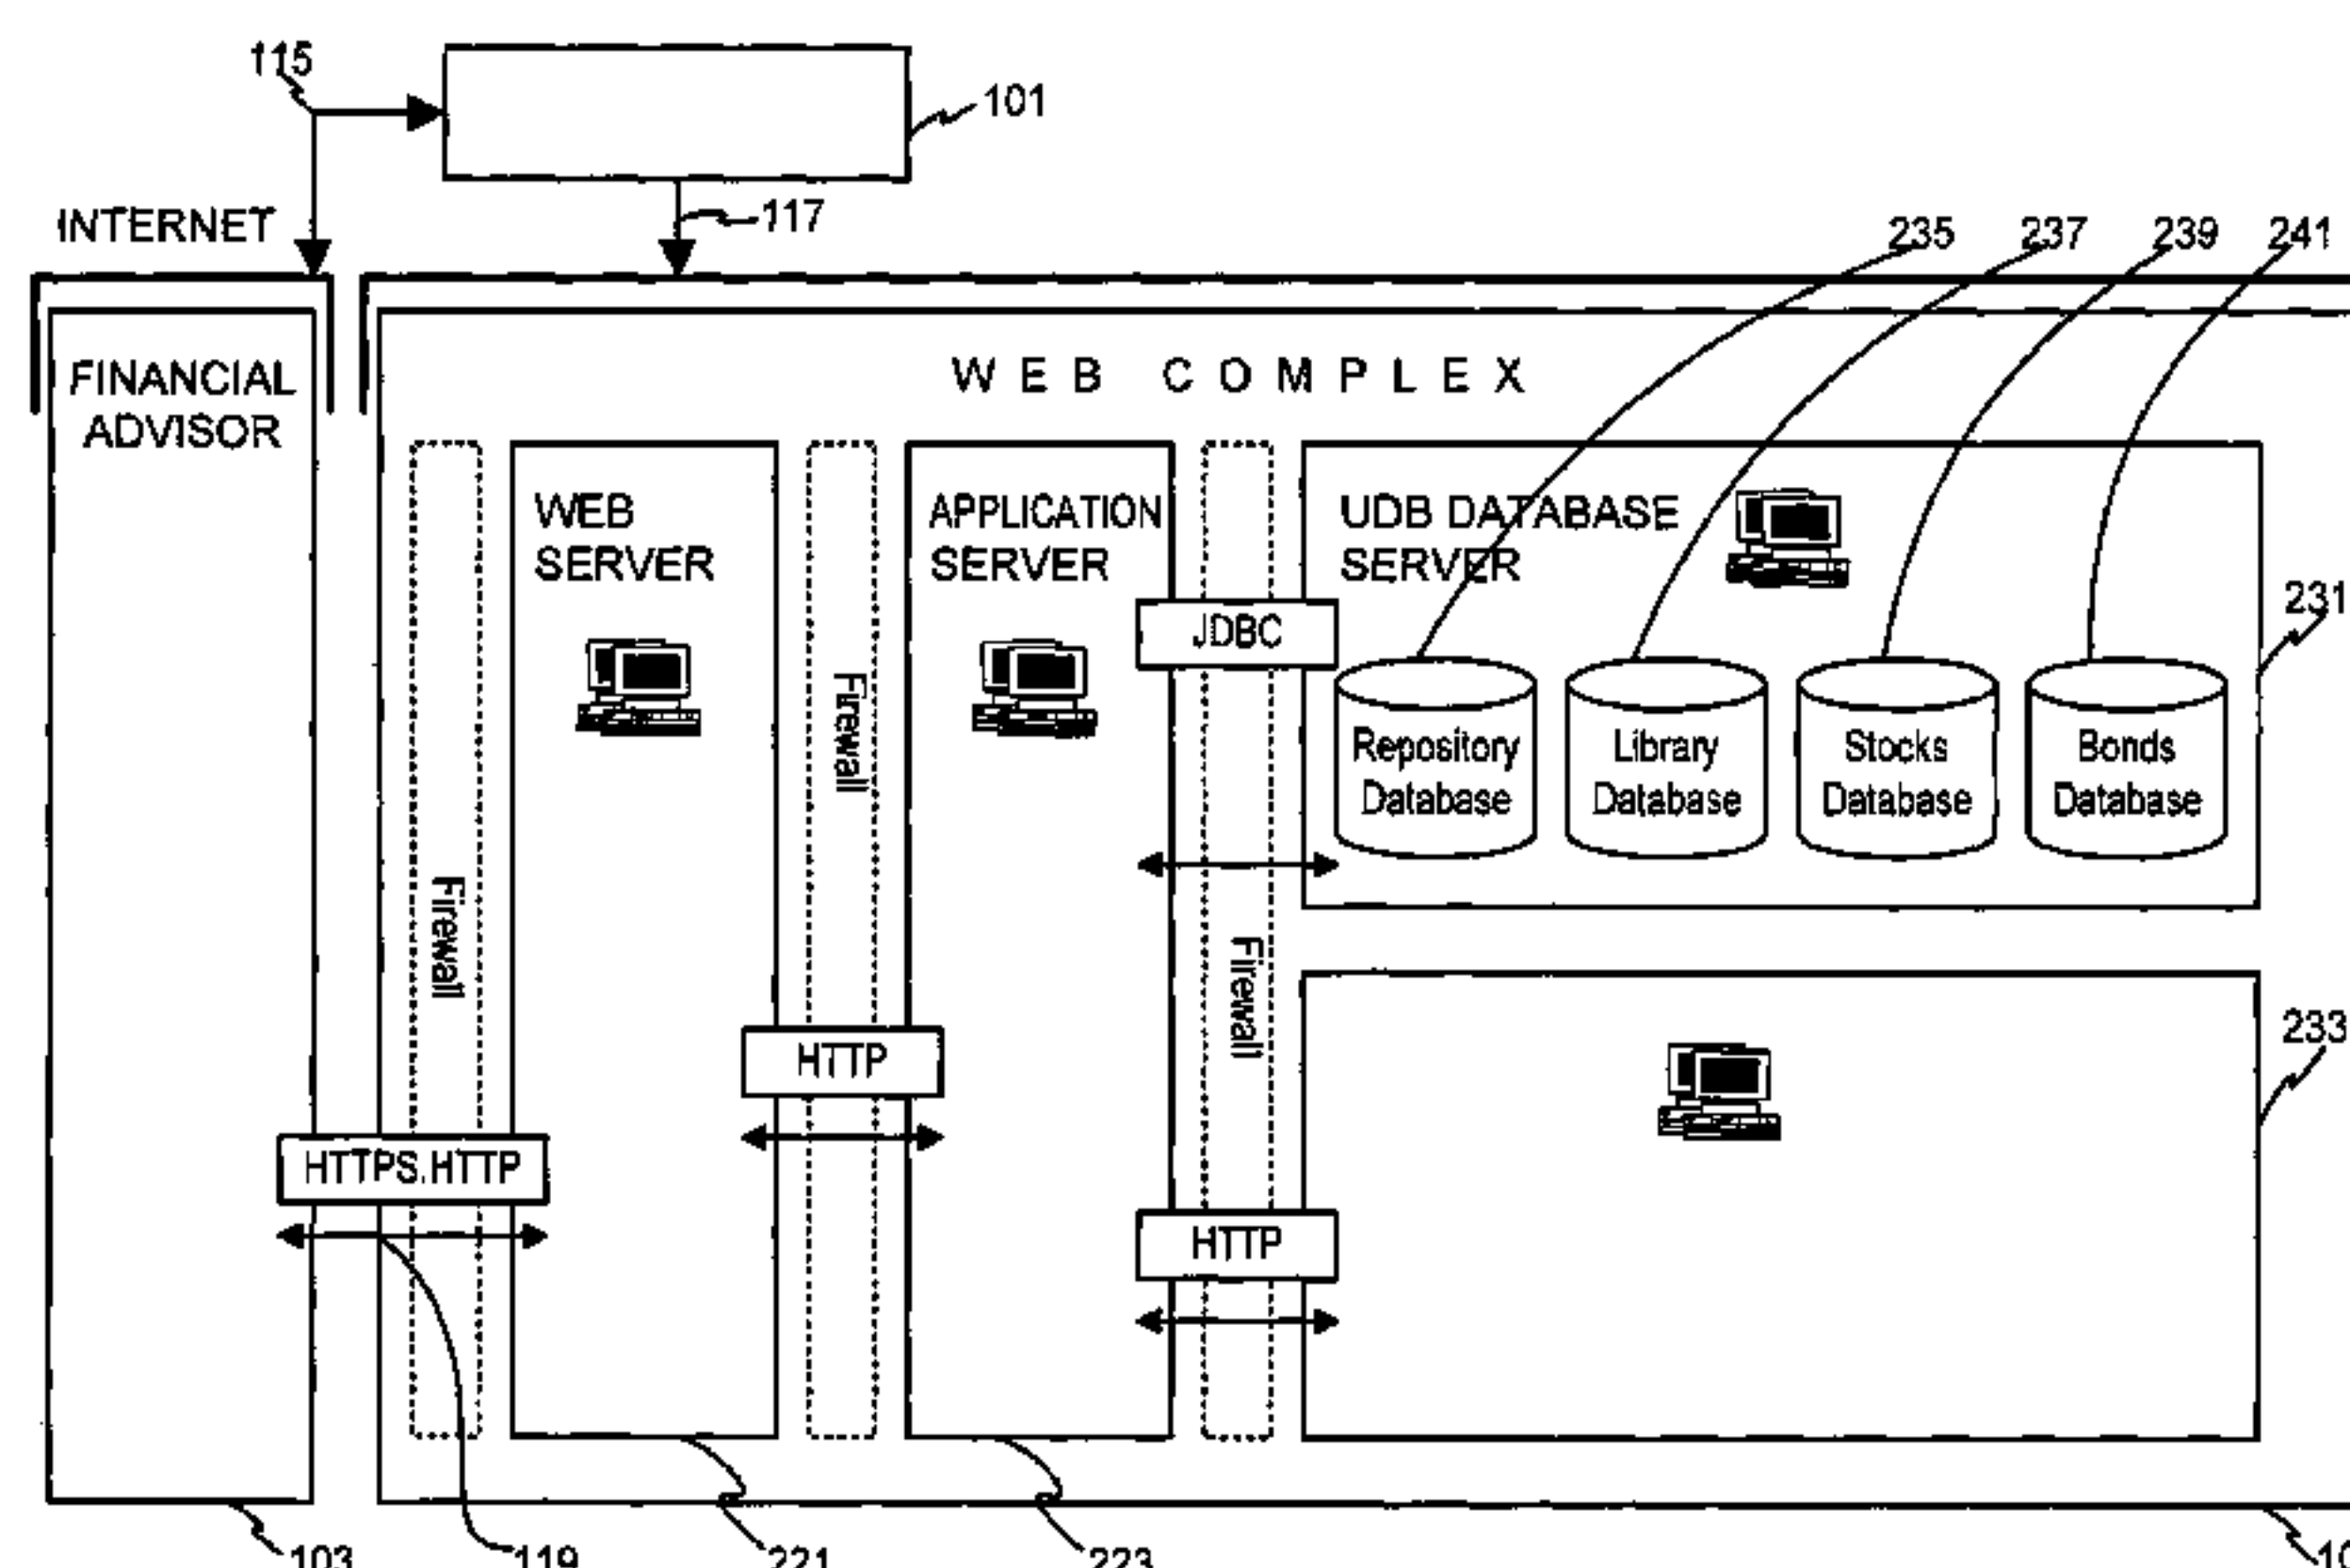 115
101
117
INTERNET
235 237 239 241
FINANCIAL
ADVISOR
WEB COMPLEX
WEB
SERVER
APPLICATION
SERVER
UDB DATABASE
SERVER
231
JDBC
Firewall
Repository
Database
Library
Database
Stocks
Database
Bonds
Database
Firewall
Firewall
233
HTTP
HTTPS.HTTP
HTTP
103
119
221
223